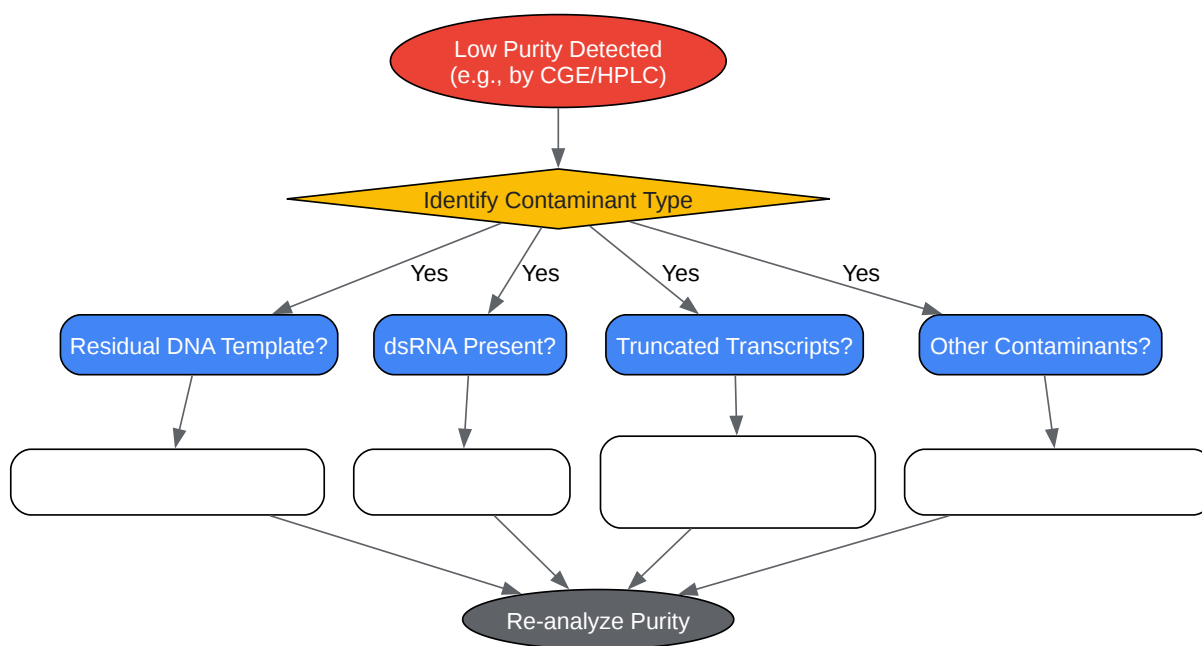 Low Purity Detected
(e.g., by CGE/HPLC)
Identify Contaminant Type
Yes
Yes
Yes
Yes
Residual DNA Template?
dsRNA Present?
Truncated Transcripts?
Other Contaminants?
Re-analyze Purity